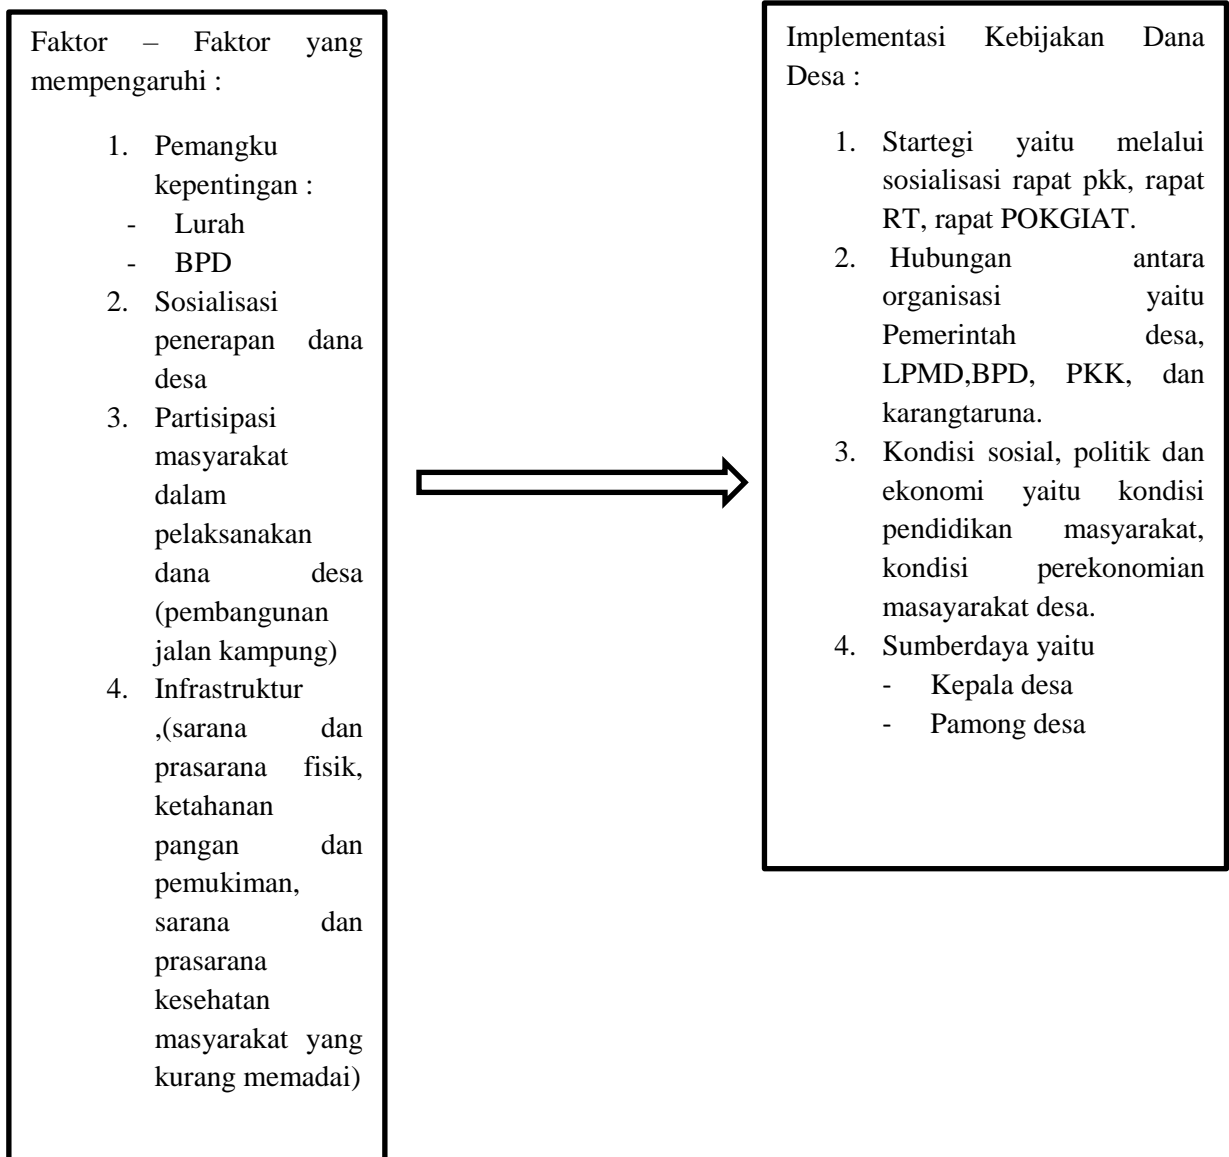 Faktor – Faktor yang
mempengaruhi :
1. Pemangku
kepentingan :
- Lurah
- BPD
2. Sosialisasi
penerapan dana
desa
3. Partisipasi
masyarakat
dalam
pelaksanakan
dana desa
(pembangunan
jalan kampung)
4. Infrastruktur
,(sarana dan
prasarana fisik,
ketahanan
pangan dan
pemukiman,
sarana dan
prasarana
kesehatan
masyarakat yang
kurang memadai)
Implementasi Kebijakan Dana
Desa :
1. Startegi yaitu melalui
sosialisasi rapat pkk, rapat
RT, rapat POKGIAT.
2. Hubungan antara
organisasi yaitu
Pemerintah desa,
LPMD,BPD, PKK, dan
karangtaruna.
3. Kondisi sosial, politik dan
ekonomi yaitu kondisi
pendidikan masyarakat,
kondisi perekonomian
masayarakat desa.
4. Sumberdaya yaitu
- Kepala desa
- Pamong desa